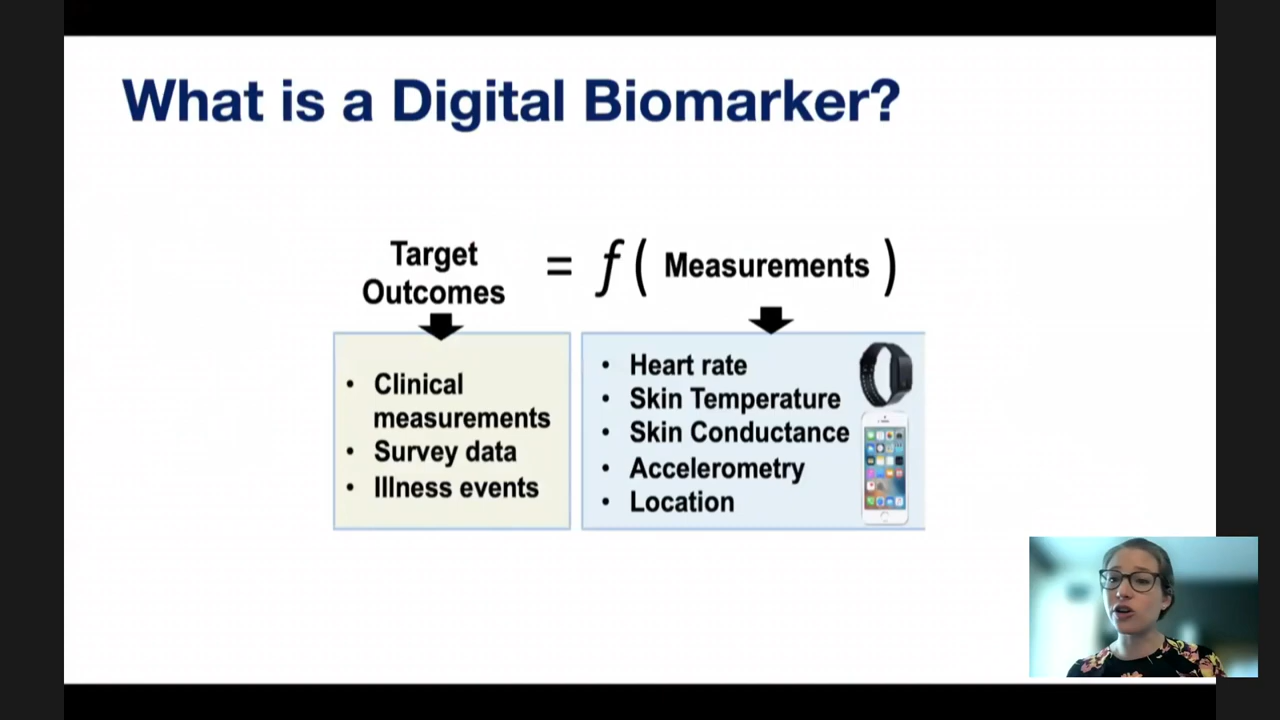 What is a Digital Biomarker?
Target
Outcomes
= f ( Measurements )
• Clinical
measurements
• Survey data
• Illness events
• Heart rate
• Skin Temperature
• Skin Conductance
• Accelerometry
• Location